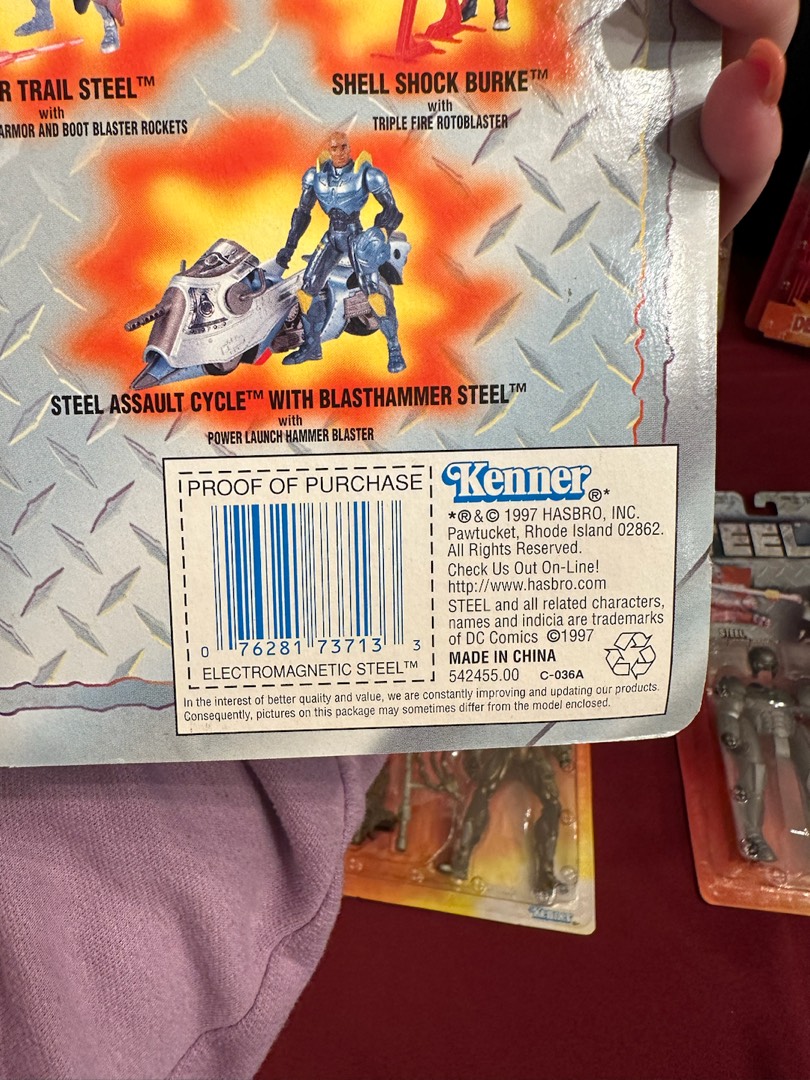 R TRAIL STEEL™
with
ARMOR AND BOOT BLASTER ROCKETS
SHELL SHOCK BURKE™
with
TRIPLE FIRE ROTOBLASTER
STEEL ASSAULT CYCLE™ WITH BLASTHAMMER STEEL™
with
POWER LAUNCH HAMMER BLASTER
PROOF OF PURCHASE
0 76281 73713 3
ELECTROMAGNETIC STEEL™
Kenner®*
*®&© 1997 HASBRO, INC.
Pawtucket, Rhode Island 02862.
All Rights Reserved.
Check Us Out On-Line!
http://www.hasbro.com
STEEL and all related characters,
names and indicia are trademarks
of DC Comics ©1997
MADE IN CHINA
542455.00 C-036A
In the interest of better quality and value, we are constantly improving and updating our products.
Consequently, pictures on this package may sometimes differ from the model enclosed.
EEL
STEEL
Kenner